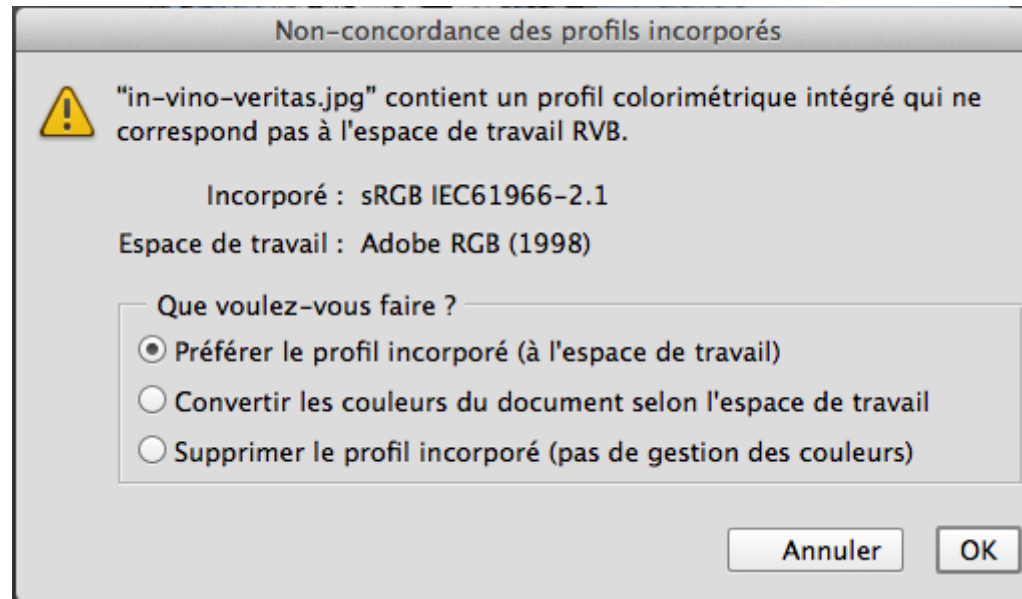 Non-concordance des profils incorporés
“in-vino-veritas.jpg” contient un profil colorimétrique intégré qui ne
correspond pas à l'espace de travail RVB.
Incorporé : sRGB IEC61966-2.1
Espace de travail : Adobe RGB (1998)
Que voulez-vous faire ?
Préférer le profil incorporé (à l'espace de travail)
Convertir les couleurs du document selon l'espace de travail
Supprimer le profil incorporé (pas de gestion des couleurs)
Annuler OK